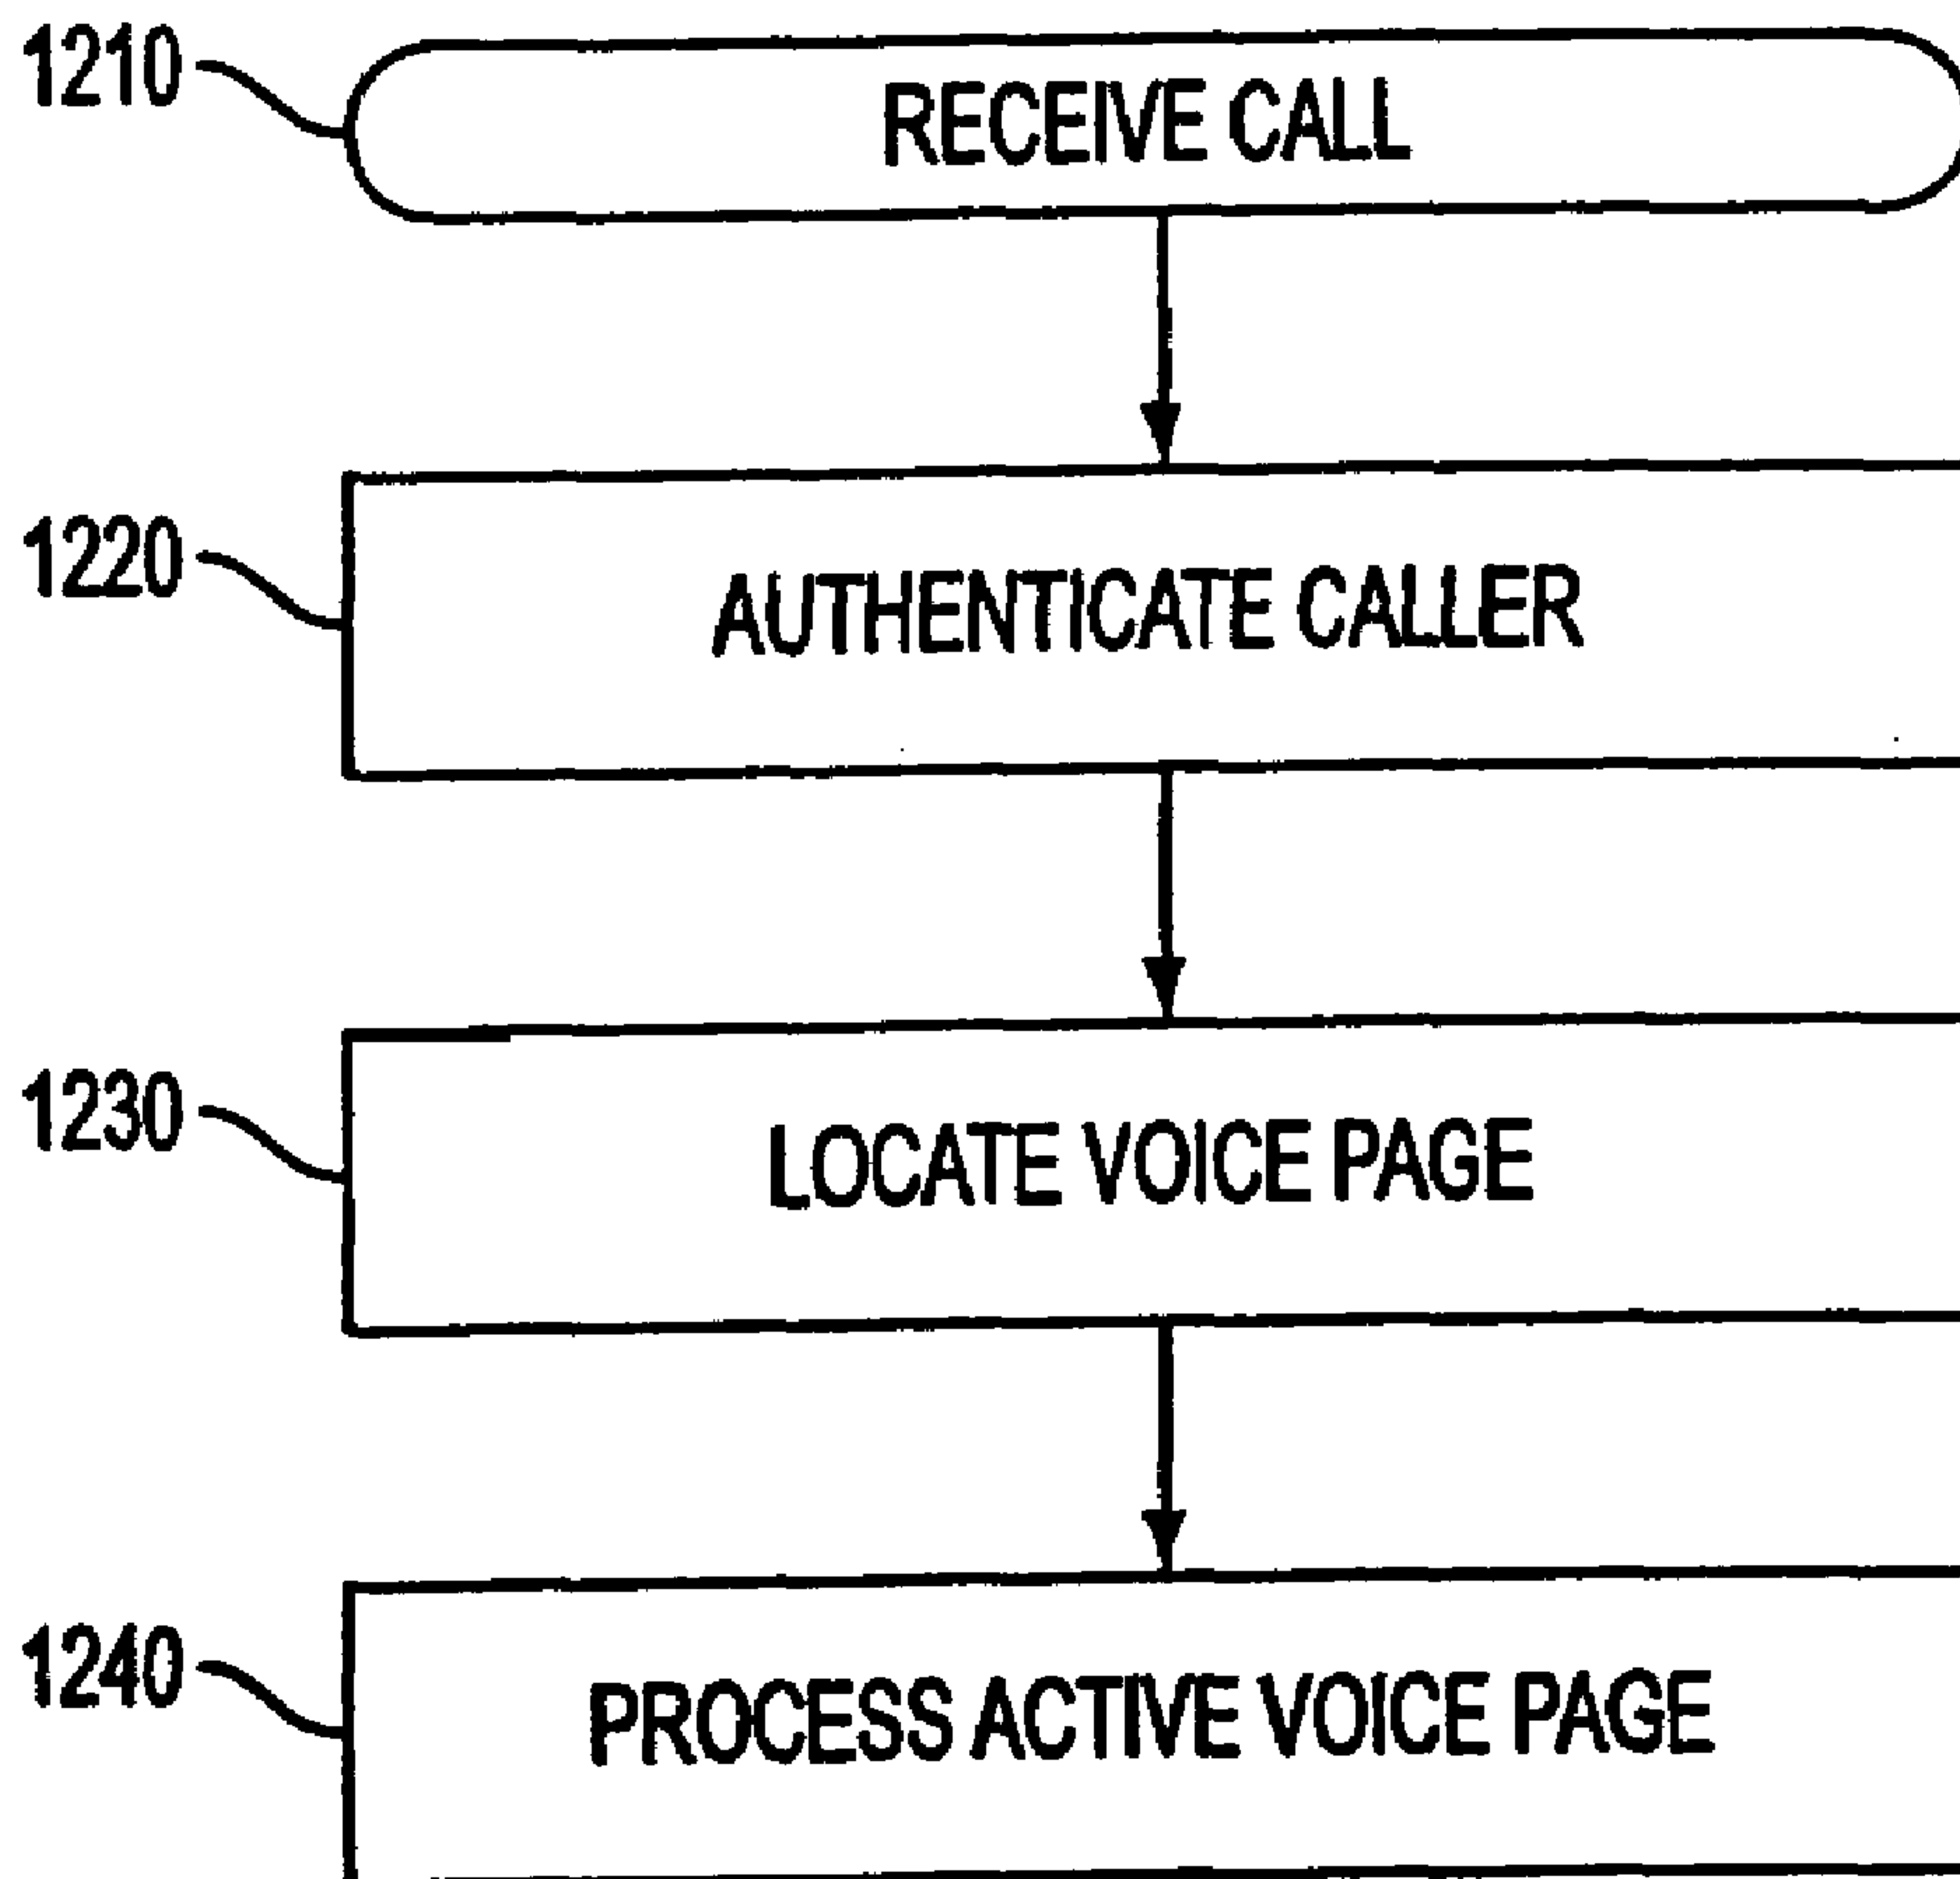 1210
RECEIVE CALL
1220
AUTHENTICATE CALLER
1230
LOCATE VOICE PAGE
1240
PROCESS ACTIVE VOICE PAGE